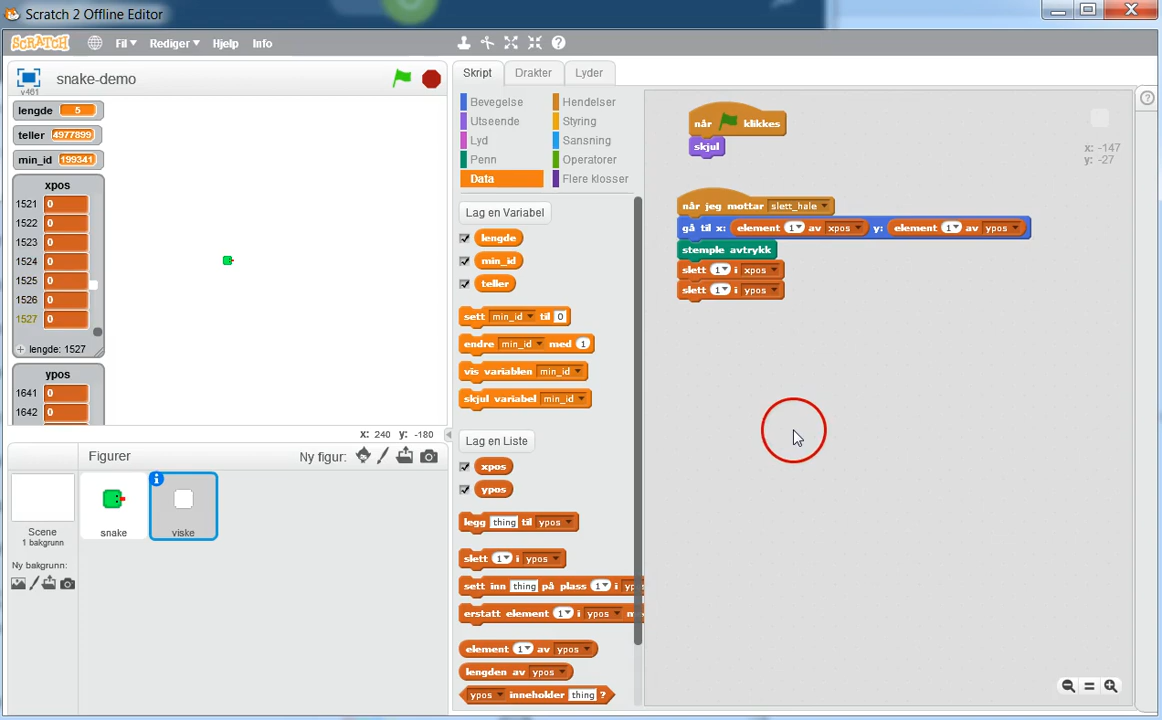 Scratch 2 Offline Editor
SCRATCH Fil Rediger Hjelp Info
v461 snake-demo
Skript Drakter Lyder
lengde 5
teller 4977899
min_id 199341
xpos
1521 0
1522 0
1523 0
1524 0
1525 0
1526 0
1527 0
+ lengde: 1527
ypos
1641 0
1642 0
x: 240 y: -180
Figurer Ny figur:
Scene
1 bakgrunn
Ny bakgrunn:
snake
viske
Bevegelse Hendelser
Utseende Styring
Lyd Sansning
Penn Operatorer
Data Flere klosser
Lag en Variabel
lengde
min_id
teller
sett min_id til 0
endre min_id med 1
vis variablen min_id
skjul variabel min_id
Lag en Liste
xpos
ypos
legg thing til ypos
slett 1 i ypos
sett inn thing på plass 1 i
erstatt element 1 i ypos
element 1 av ypos
lengden av ypos
ypos inneholder thing ?
når klikkes
skjul
når jeg mottar slett_hale
gå til x: element 1 av xpos y: element 1 av ypos
stemple avtrykk
slett 1 i xpos
slett 1 i ypos
x: -147
y: -27